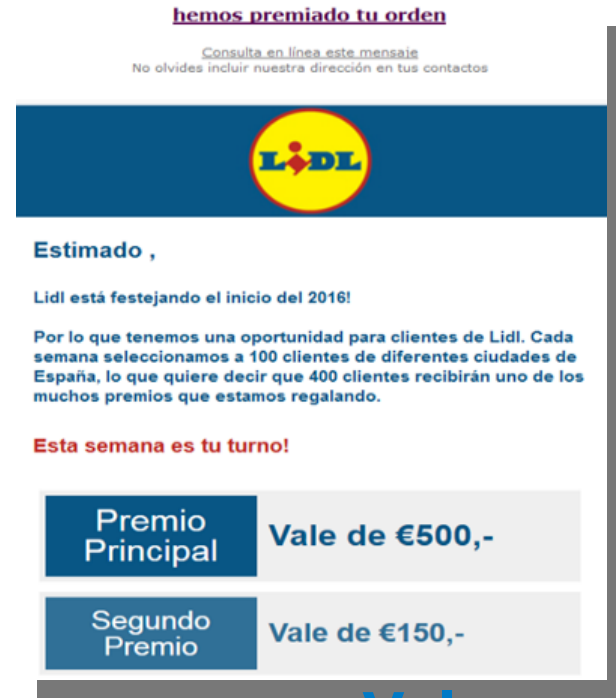 hemos premiado tu orden
Consulta en línea este mensaje
No olvides incluir nuestra dirección en tus contactos
LiDL
Estimado ,
Lidl está festejando el inicio del 2016!
Por lo que tenemos una oportunidad para clientes de Lidl. Cada
semana seleccionamos a 100 clientes de diferentes ciudades de
España, lo que quiere decir que 400 clientes recibirán uno de los
muchos premios que estamos regalando.
Esta semana es tu turno!
Premio
Principal
Vale de €500,-
Segundo
Premio
Vale de €150,-